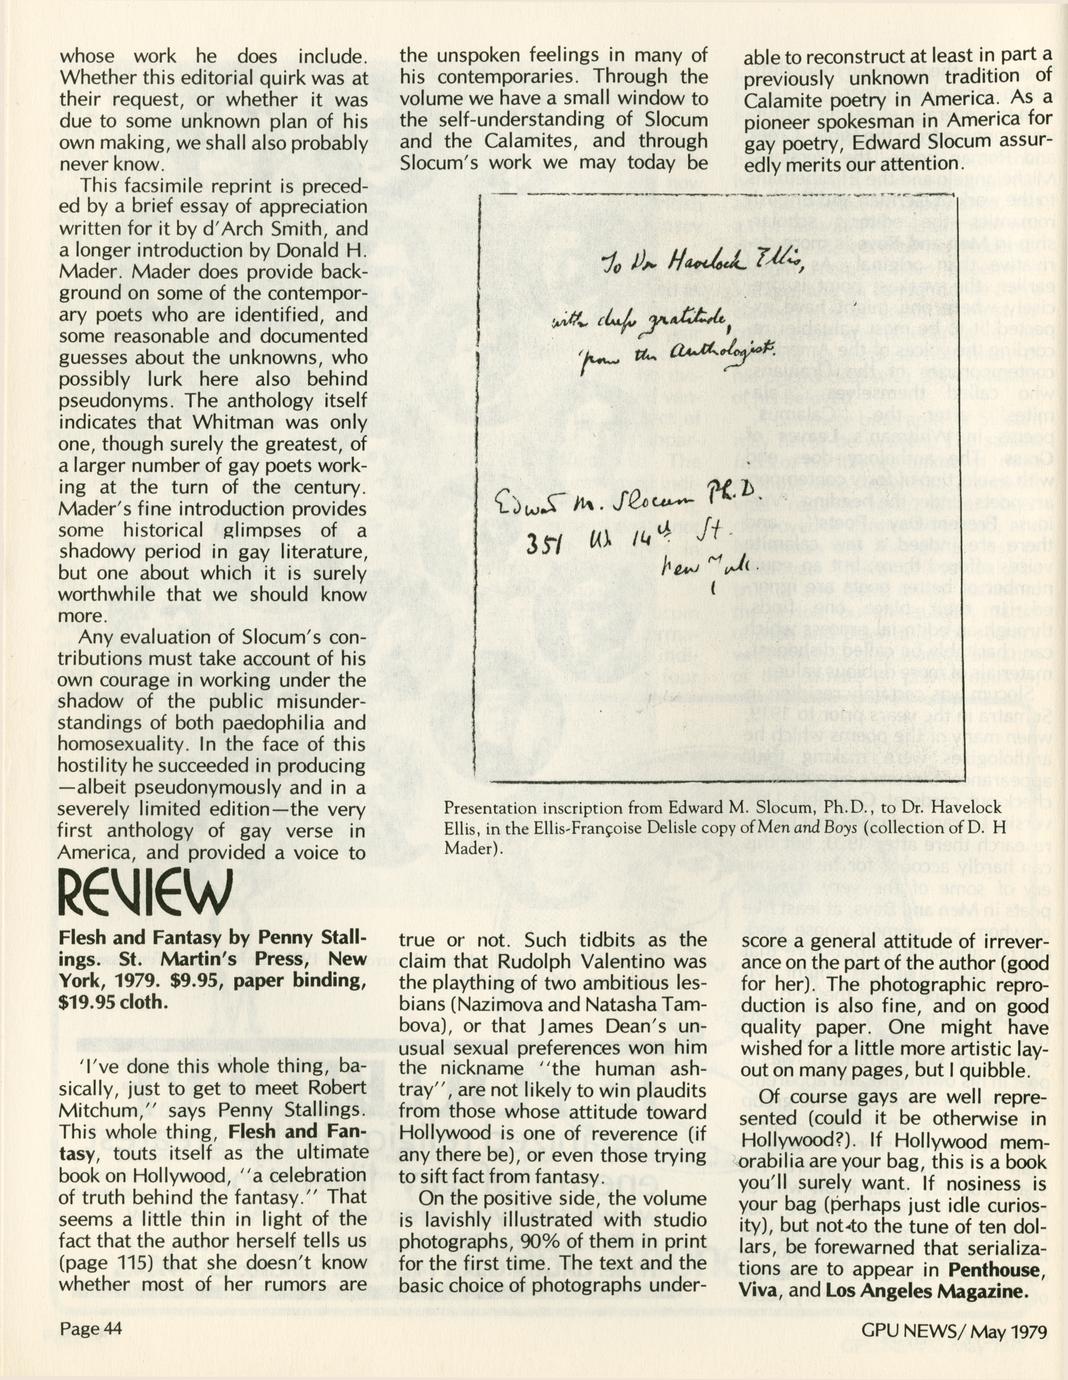 whose work he does include.
Whether this editorial quirk was at
their request, or whether it was
due to some unknown plan of his
own making, we shall also probably
never know.
This facsimile reprint is preced-
ed by a brief essay of appreciation
written for it by d'Arch Smith, and
a longer introduction by Donald H.
Mader. Mader does provide back-
ground on some of the contempor-
ary poets who are identified, and
some reasonable and documented
guesses about the unknowns, who
possibly lurk here also behind
pseudonyms. The anthology itself
indicates that Whitman was only
one, though surely the greatest, of
a larger number of gay poets work-
ing at the turn of the century.
Mader's fine introduction provides
some historical glimpses of a
shadowy period in gay literature,
but one about which it is surely
worthwhile that we should know
more.
Any evaluation of Slocum's con-
tributions must take account of his
own courage in working under the
shadow of the public misunder-
standings of both paedophilia and
homosexuality. In the face of this
hostility he succeeded in producing
—albeit pseudonymously and in a
severely limited edition—the very
first anthology of gay verse in
America, and provided a voice to
the unspoken feelings in many of
his contemporaries. Through the
volume we have a small window to
the self-understanding of Slocum
and the Calamites, and through
Slocum's work we may today be
able to reconstruct at least in part a
previously unknown tradition of
Calamite poetry in America. As a
pioneer spokesman in America for
gay poetry, Edward Slocum assur-
edly merits our attention.
To Dr Havelock Ellis,
with deep gratitude,
from the Anthologist.
Edward M. Slocum Ph.D.
351 W 14th St.
New York.
Presentation inscription from Edward M. Slocum, Ph.D., to Dr. Havelock
Ellis, in the Ellis-Françoise Delisle copy of Men and Boys (collection of D. H
Mader).
REVIEW
Flesh and Fantasy by Penny Stall-
ings. St. Martin's Press, New
York, 1979. $9.95, paper binding,
$19.95 cloth.
'I've done this whole thing, ba-
sically, just to get to meet Robert
Mitchum,'' says Penny Stallings.
This whole thing, Flesh and Fan-
tasy, touts itself as the ultimate
book on Hollywood, ''a celebration
of truth behind the fantasy.'' That
seems a little thin in light of the
fact that the author herself tells us
(page 115) that she doesn't know
whether most of her rumors are
true or not. Such tidbits as the
claim that Rudolph Valentino was
the plaything of two ambitious les-
bians (Nazimova and Natasha Tam-
bova), or that James Dean's un-
usual sexual preferences won him
the nickname ''the human ash-
tray'', are not likely to win plaudits
from those whose attitude toward
Hollywood is one of reverence (if
any there be), or even those trying
to sift fact from fantasy.
On the positive side, the volume
is lavishly illustrated with studio
photographs, 90% of them in print
for the first time. The text and the
basic choice of photographs under-
score a general attitude of irrever-
ance on the part of the author (good
for her). The photographic repro-
duction is also fine, and on good
quality paper. One might have
wished for a little more artistic lay-
out on many pages, but I quibble.
Of course gays are well repre-
sented (could it be otherwise in
Hollywood?). If Hollywood mem-
orabilia are your bag, this is a book
you'll surely want. If nosiness is
your bag (perhaps just idle curios-
ity), but not to the tune of ten dol-
lars, be forewarned that serializa-
tions are to appear in Penthouse,
Viva, and Los Angeles Magazine.
Page 44
GPU NEWS/ May 1979